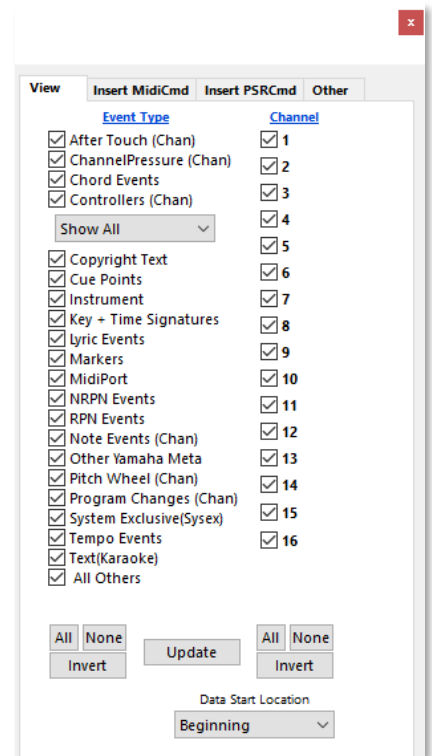 x
View Insert MidiCmd Insert PSRCmd Other
Event Type Channel
After Touch (Chan) 1
ChannelPressure (Chan) 2
Chord Events 3
Controllers (Chan) 4
Show All 5
Copyright Text 6
Cue Points 7
Instrument 8
Key + Time Signatures 9
Lyric Events 10
Markers 11
MidiPort 12
NRPN Events 13
RPN Events 14
Note Events (Chan) 15
Other Yamaha Meta 16
Pitch Wheel (Chan)
Program Changes (Chan)
System Exclusive(Sysex)
Tempo Events
Text(Karaoke)
All Others
All None Update All None
Invert Invert
Data Start Location
Beginning